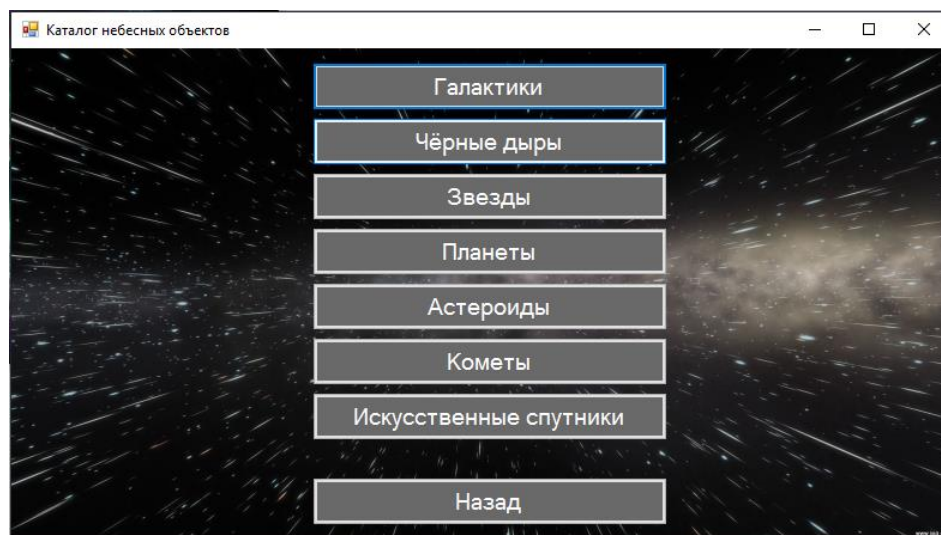 Каталог небесных объектов
Галактики
Чёрные дыры
Звезды
Планеты
Астероиды
Кометы
Искусственные спутники
Назад